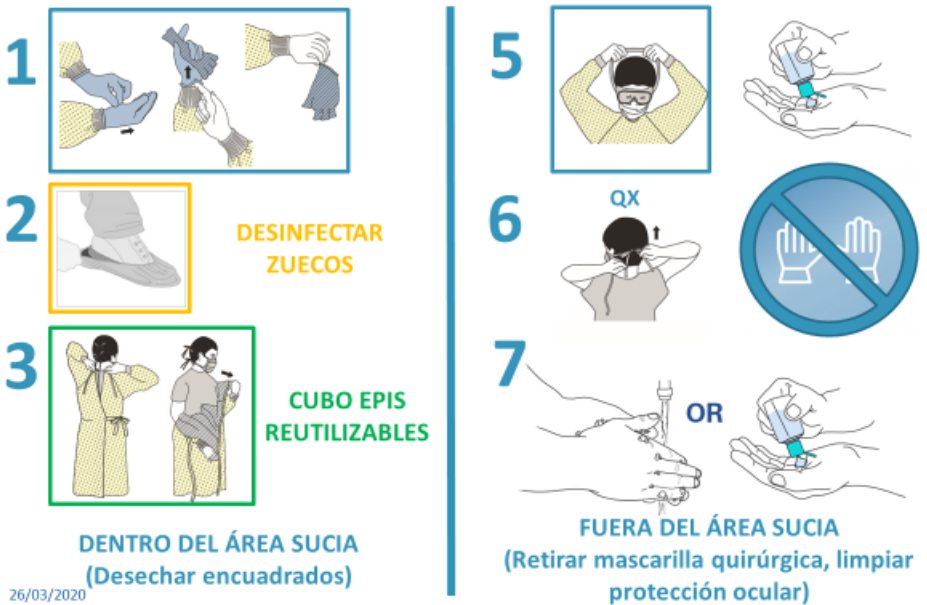 1
2
DESINFECTAR
ZUECOS
3
CUBO EPIS
REUTILIZABLES
DENTRO DEL ÁREA SUCIA
(Desechar encuadrados)
26/03/2020
5
6
QX
7
OR
FUERA DEL ÁREA SUCIA
(Retirar mascarilla quirúrgica, limpiar
protección ocular)